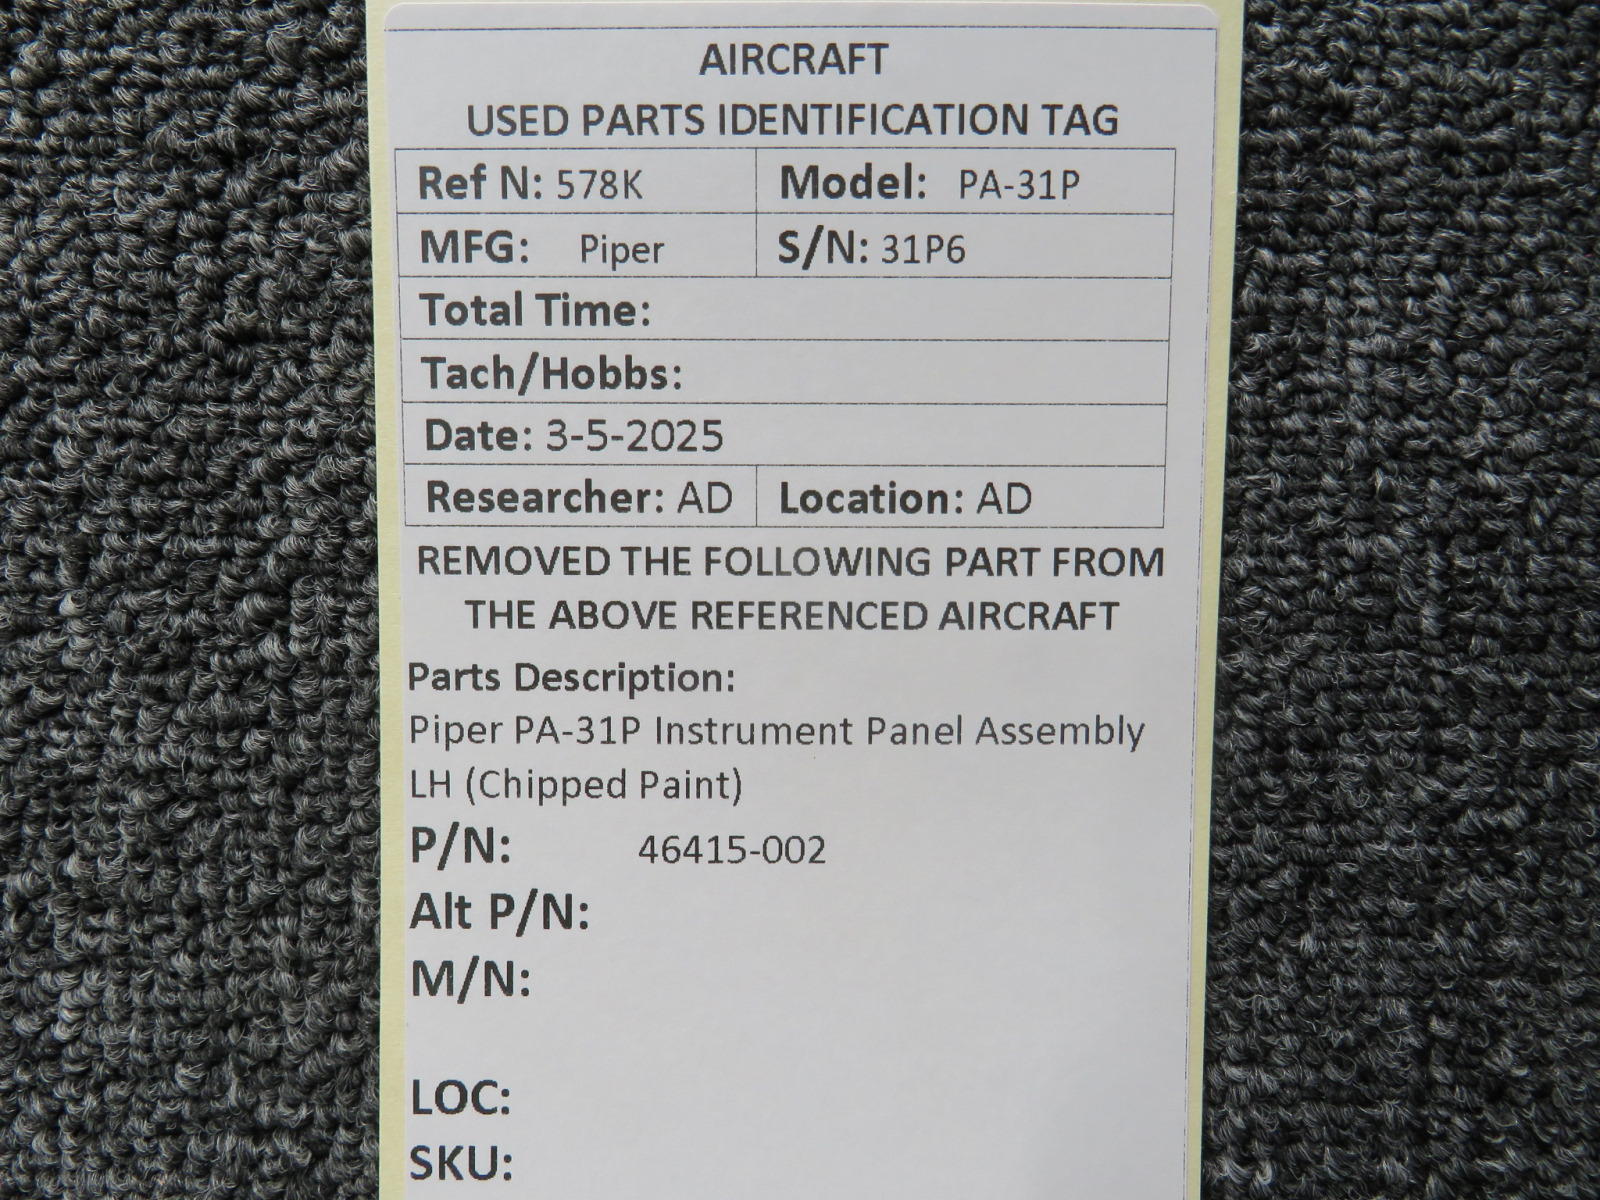 AIRCRAFT
USED PARTS IDENTIFICATION TAG
Ref N: 578K Model: PA-31P
MFG: Piper S/N: 31P6
Total Time:
Tach/Hobbs:
Date: 3-5-2025
Researcher: AD Location: AD
REMOVED THE FOLLOWING PART FROM
THE ABOVE REFERENCED AIRCRAFT
Parts Description:
Piper PA-31P Instrument Panel Assembly
LH (Chipped Paint)
P/N: 46415-002
Alt P/N:
M/N:
LOC:
SKU: